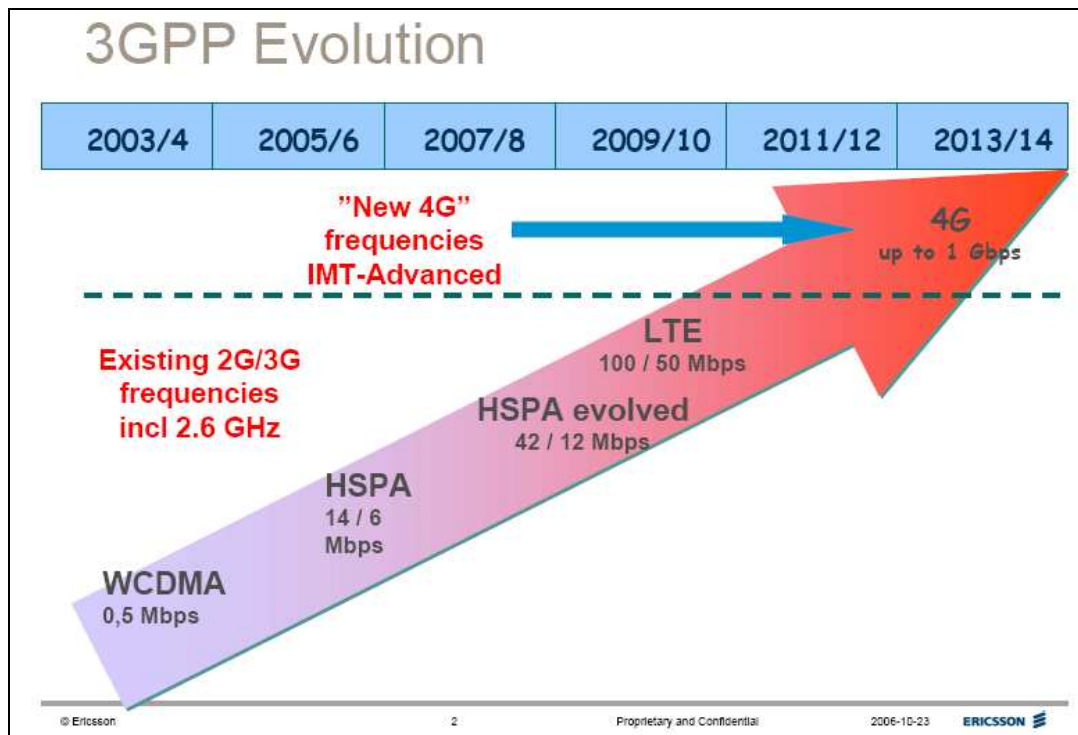 3GPP Evolution
2003/4 2005/6 2007/8 2009/10 2011/12 2013/14
”New 4G”
frequencies
IMT-Advanced
4G
up to 1 Gbps
LTE
100 / 50 Mbps
Existing 2G/3G
frequencies
incl 2.6 GHz
HSPA evolved
42 / 12 Mbps
HSPA
14 / 6
Mbps
WCDMA
0,5 Mbps
© Ericsson 2 Proprietary and Confidential 2006-10-23 ERICSSON